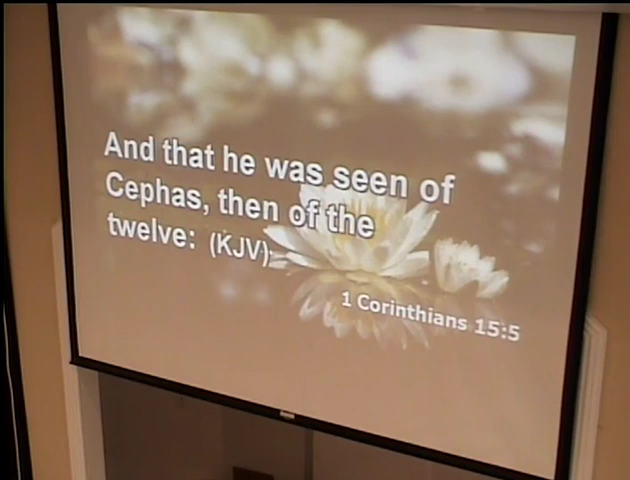 And that he was seen of
Cephas, then of the
twelve: (KJV)
1 Corinthians 15:5